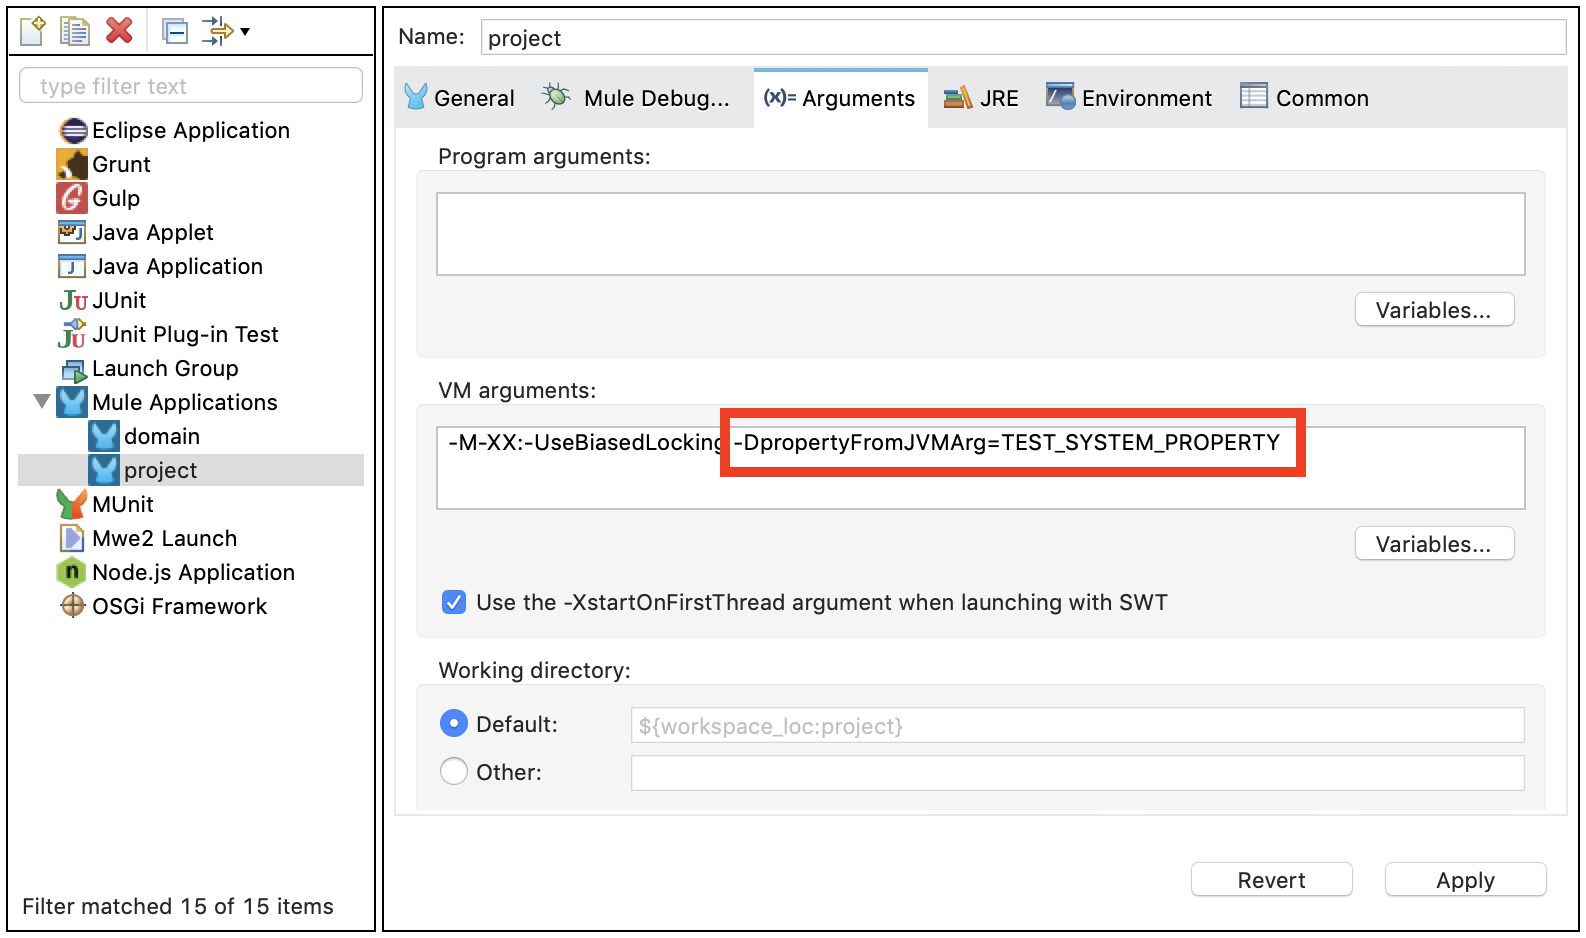 type filter text
Eclipse Application
Grunt
Gulp
Java Applet
Java Application
JUnit
JUnit Plug-in Test
Launch Group
Mule Applications
domain
project
MUnit
Mwe2 Launch
Node.js Application
OSGi Framework
Filter matched 15 of 15 items
Name: project
General Mule Debug... (x)= Arguments JRE Environment Common
Program arguments:
Variables...
VM arguments:
-M-XX:-UseBiasedLocking -DpropertyFromJVMArg=TEST_SYSTEM_PROPERTY
Variables...
Use the -XstartOnFirstThread argument when launching with SWT
Working directory:
Default: ${workspace_loc:project}
Other:
Revert Apply